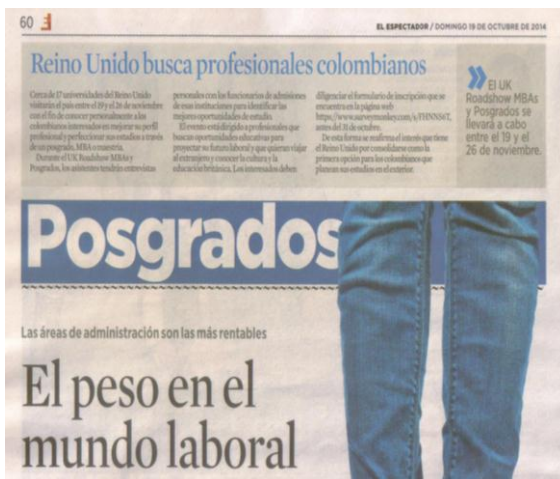 60
EL ESPECTADOR / DOMINGO 19 DE OCTUBRE DE 2014
Reino Unido busca profesionales colombianos
Cerca de 17 universidades del Reino Unido
visitarán el país entre el 19 y el 26 de noviembre
con el fin de conocer personalmente a los
colombianos interesados en mejorar su perfil
profesional y perfeccionar sus estudios a través
de un posgrado, MBA o maestría.
Durante el UK Roadshow MBAs y
Posgrados, los asistentes tendrán entrevistas
personales con los funcionarios de admisiones
de esas instituciones para identificar las
mejores oportunidades de estudio.
El evento está dirigido a profesionales que
buscan oportunidades educativas para
proyectar su futuro laboral y que quieran viajar
al extranjero y conocer la cultura y la
educación británica. Los interesados deben
diligenciar el formulario de inscripción que se
encuentra en la página web
antes del 31 de octubre.
De esta forma se reafirma el interés que tiene
el Reino Unido por consolidarse como la
primera opción para los colombianos que
planean sus estudios en el exterior.
El UK
Roadshow MBAs
y Posgrados se
llevará a cabo
entre el 19 y el
26 de noviembre.
Posgrados
Las áreas de administración son las más rentables
El peso en el
mundo laboral